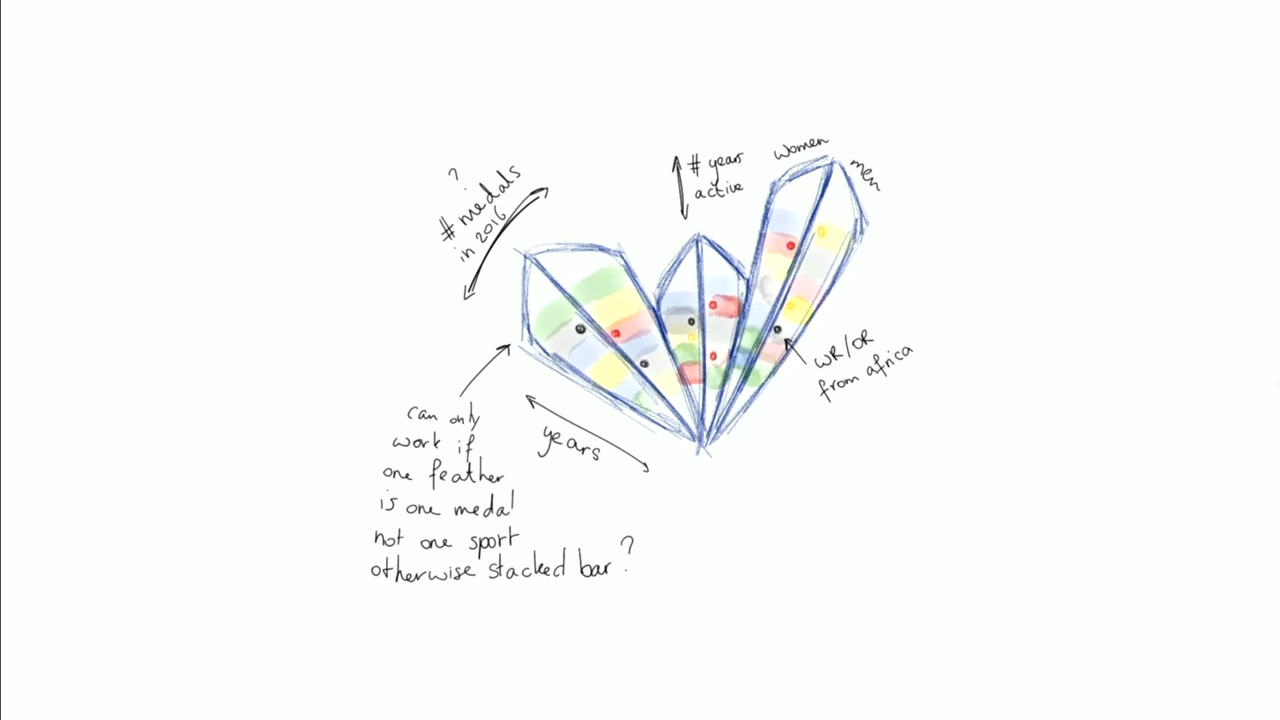 ?
# medals
in 2016
# years
active
women
men
WR/OR
from africa
years
can only
work if
one feather
is one medal
not one sport
otherwise stacked bar?